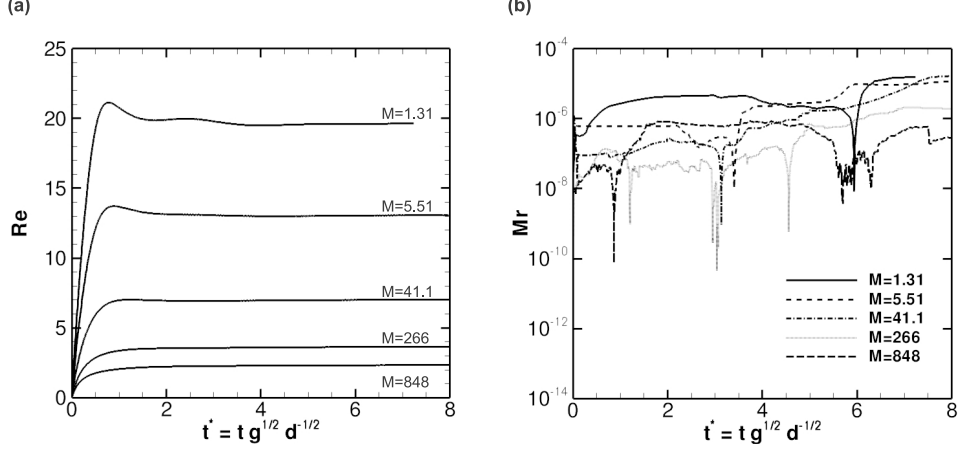 (a)
25
20
15
10
5
0
Re
M=1.31
M=5.51
M=41.1
M=266
M=848
0 2 4 6 8
t* = t g^1/2 d^-1/2
(b)
10^-4
10^-6
10^-8
10^-10
10^-12
10^-14
Mr
M=1.31
M=5.51
M=41.1
M=266
M=848
0 2 4 6 8
t* = t g^1/2 d^-1/2